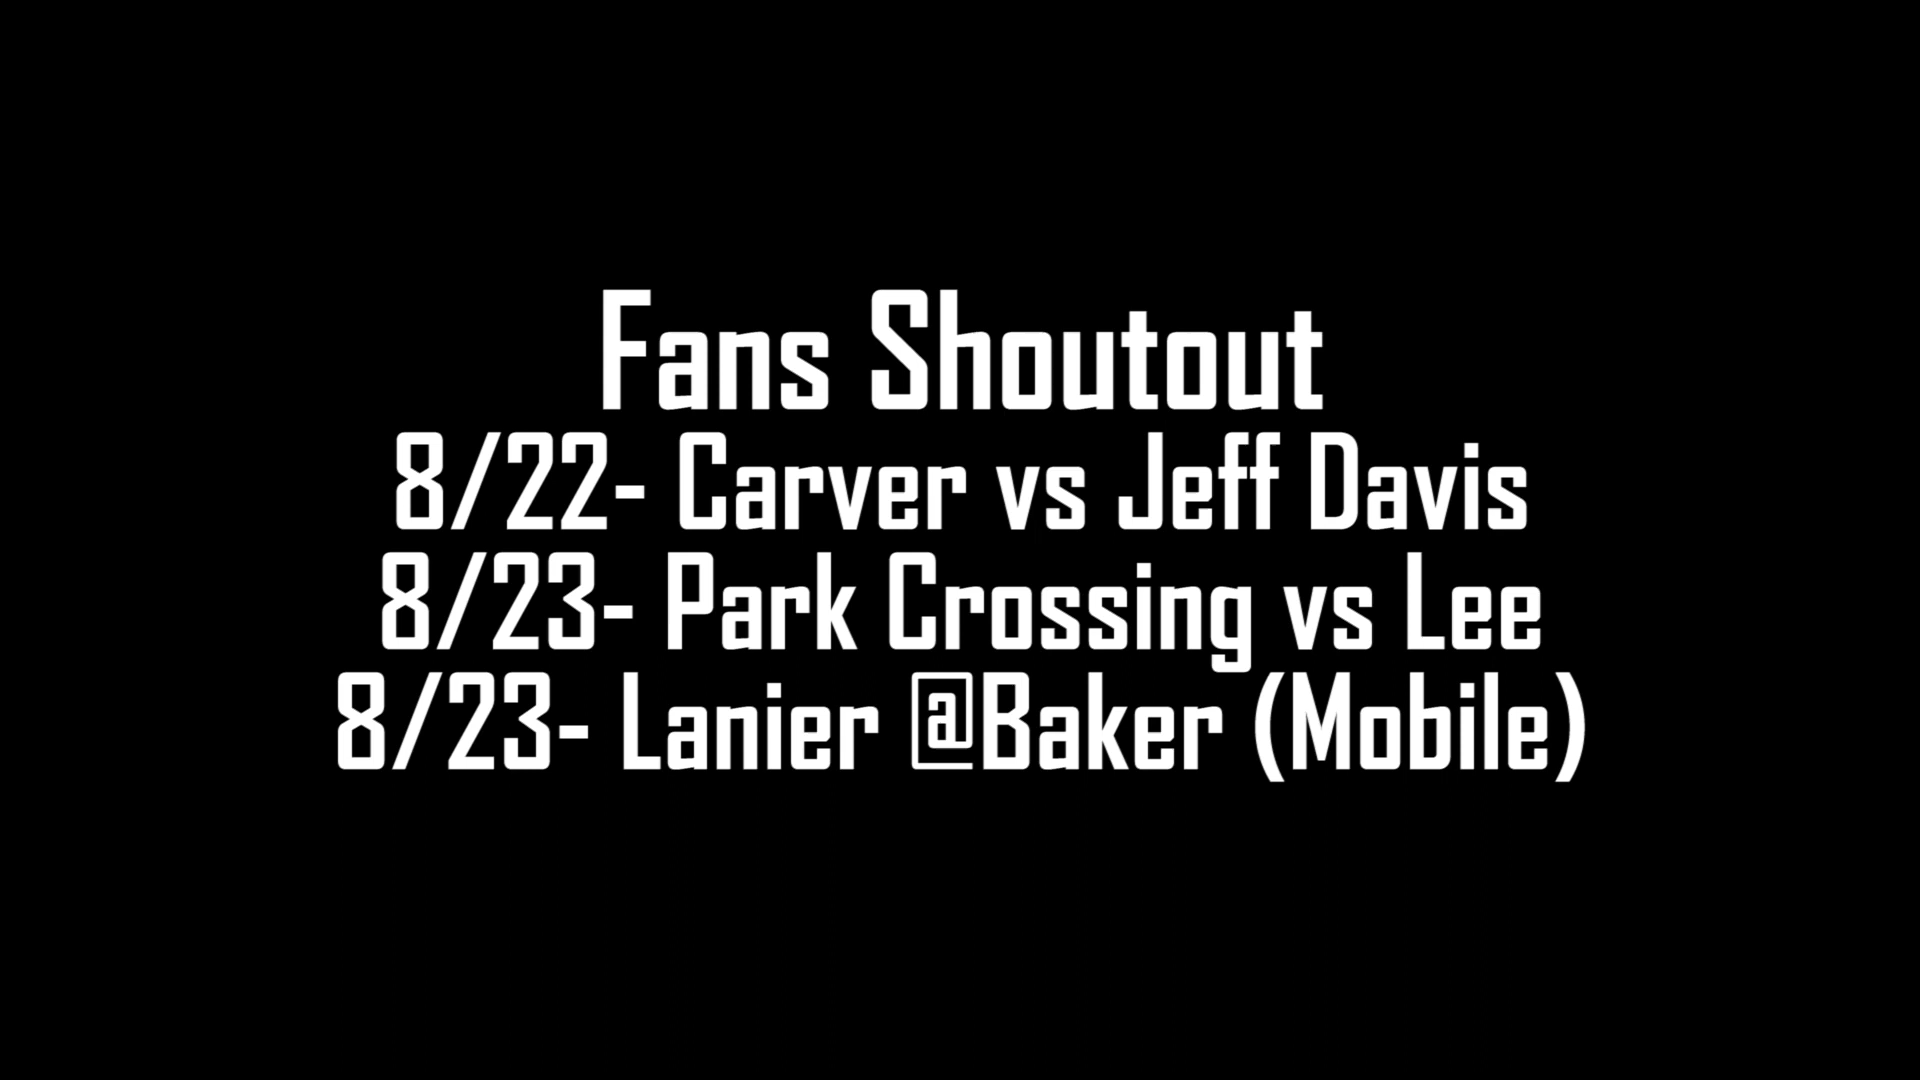 Fans Shoutout
8/22- Carver vs Jeff Davis
8/23- Park Crossing vs Lee
8/23- Lanier @Baker (Mobile)